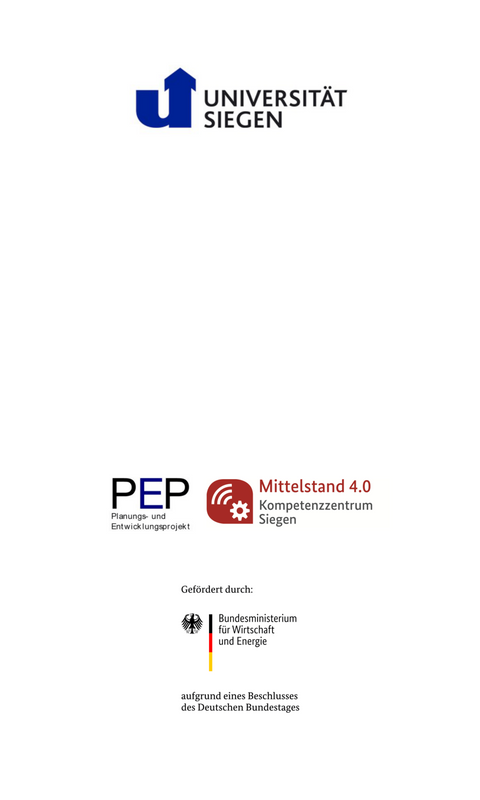 UNIVERSITÄT
SIEGEN
PEP
Planungs- und
Entwicklungsprojekt
Mittelstand 4.0
Kompetenzzentrum
Siegen
Gefördert durch:
Bundesministerium
für Wirtschaft
und Energie
aufgrund eines Beschlusses
des Deutschen Bundestages